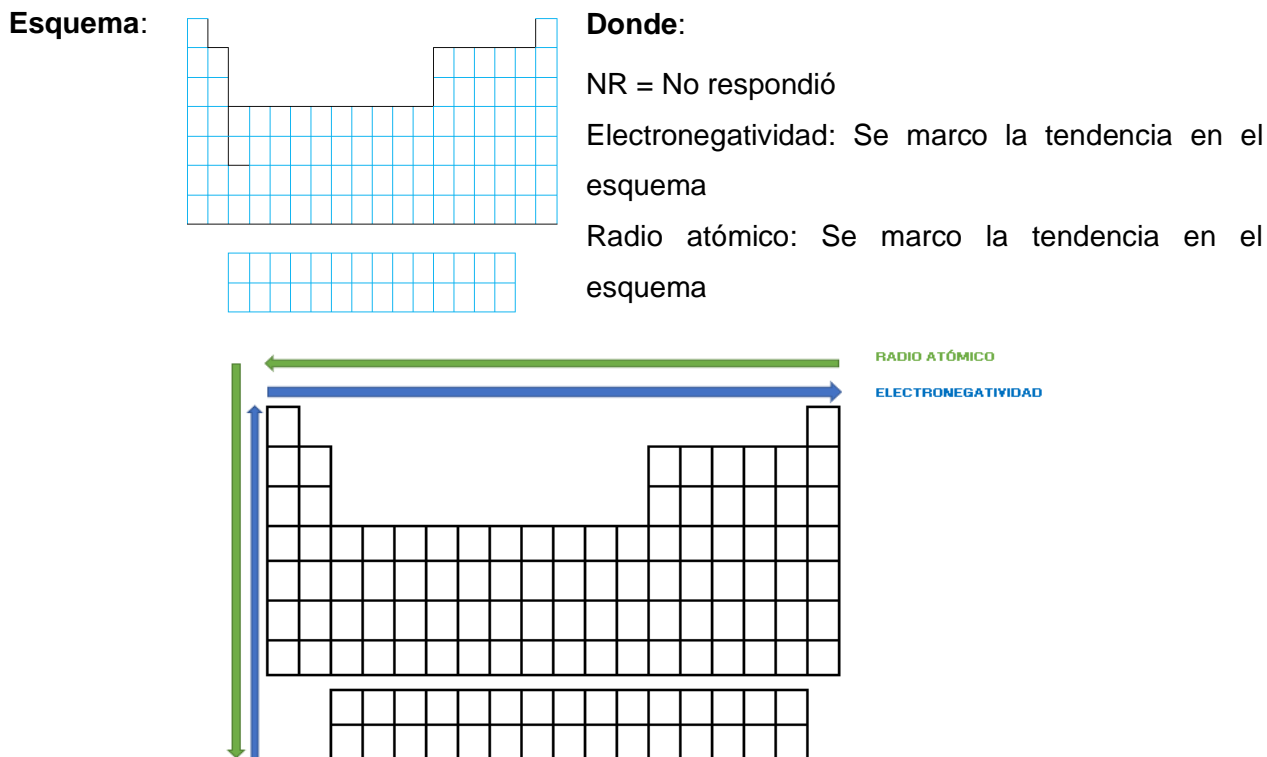 Esquema:
Donde:
NR = No respondió
Electronegatividad: Se marco la tendencia en el
esquema
Radio atómico: Se marco la tendencia en el
esquema
RADIO ATÓMICO
ELECTRONEGATIVIDAD